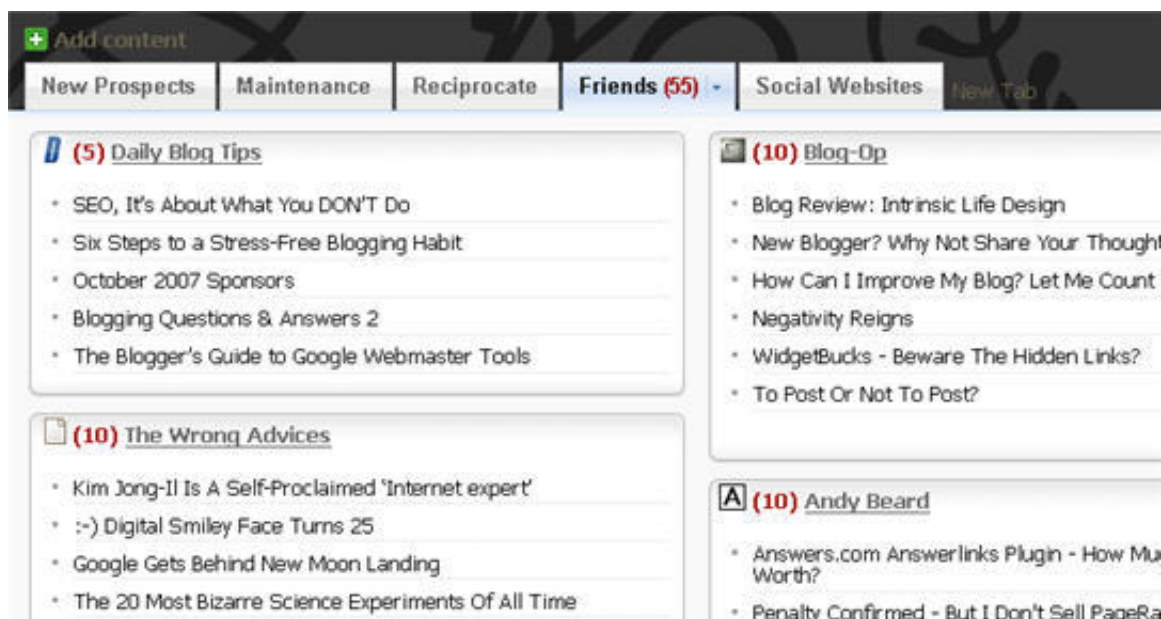 Add content
New Prospects
Maintenance
Reciprocate
Friends (55)
Social Websites
New Tab
(5) Daily Blog Tips
SEO, It's About What You DON'T Do
Six Steps to a Stress-Free Blogging Habit
October 2007 Sponsors
Blogging Questions & Answers 2
The Blogger's Guide to Google Webmaster Tools
(10) The Wrong Advices
Kim Jong-Il Is A Self-Proclaimed 'Internet expert'
:-) Digital Smiley Face Turns 25
Google Gets Behind New Moon Landing
The 20 Most Bizarre Science Experiments Of All Time
(10) Blog-Op
Blog Review: Intrinsic Life Design
New Blogger? Why Not Share Your Thought
How Can I Improve My Blog? Let Me Count
Negativity Reigns
WidgetBucks - Beware The Hidden Links?
To Post Or Not To Post?
A (10) Andy Beard
Answers.com Answerlinks Plugin - How Muc
Worth?
Penalty Confirmed - But I Don't Sell PageRa